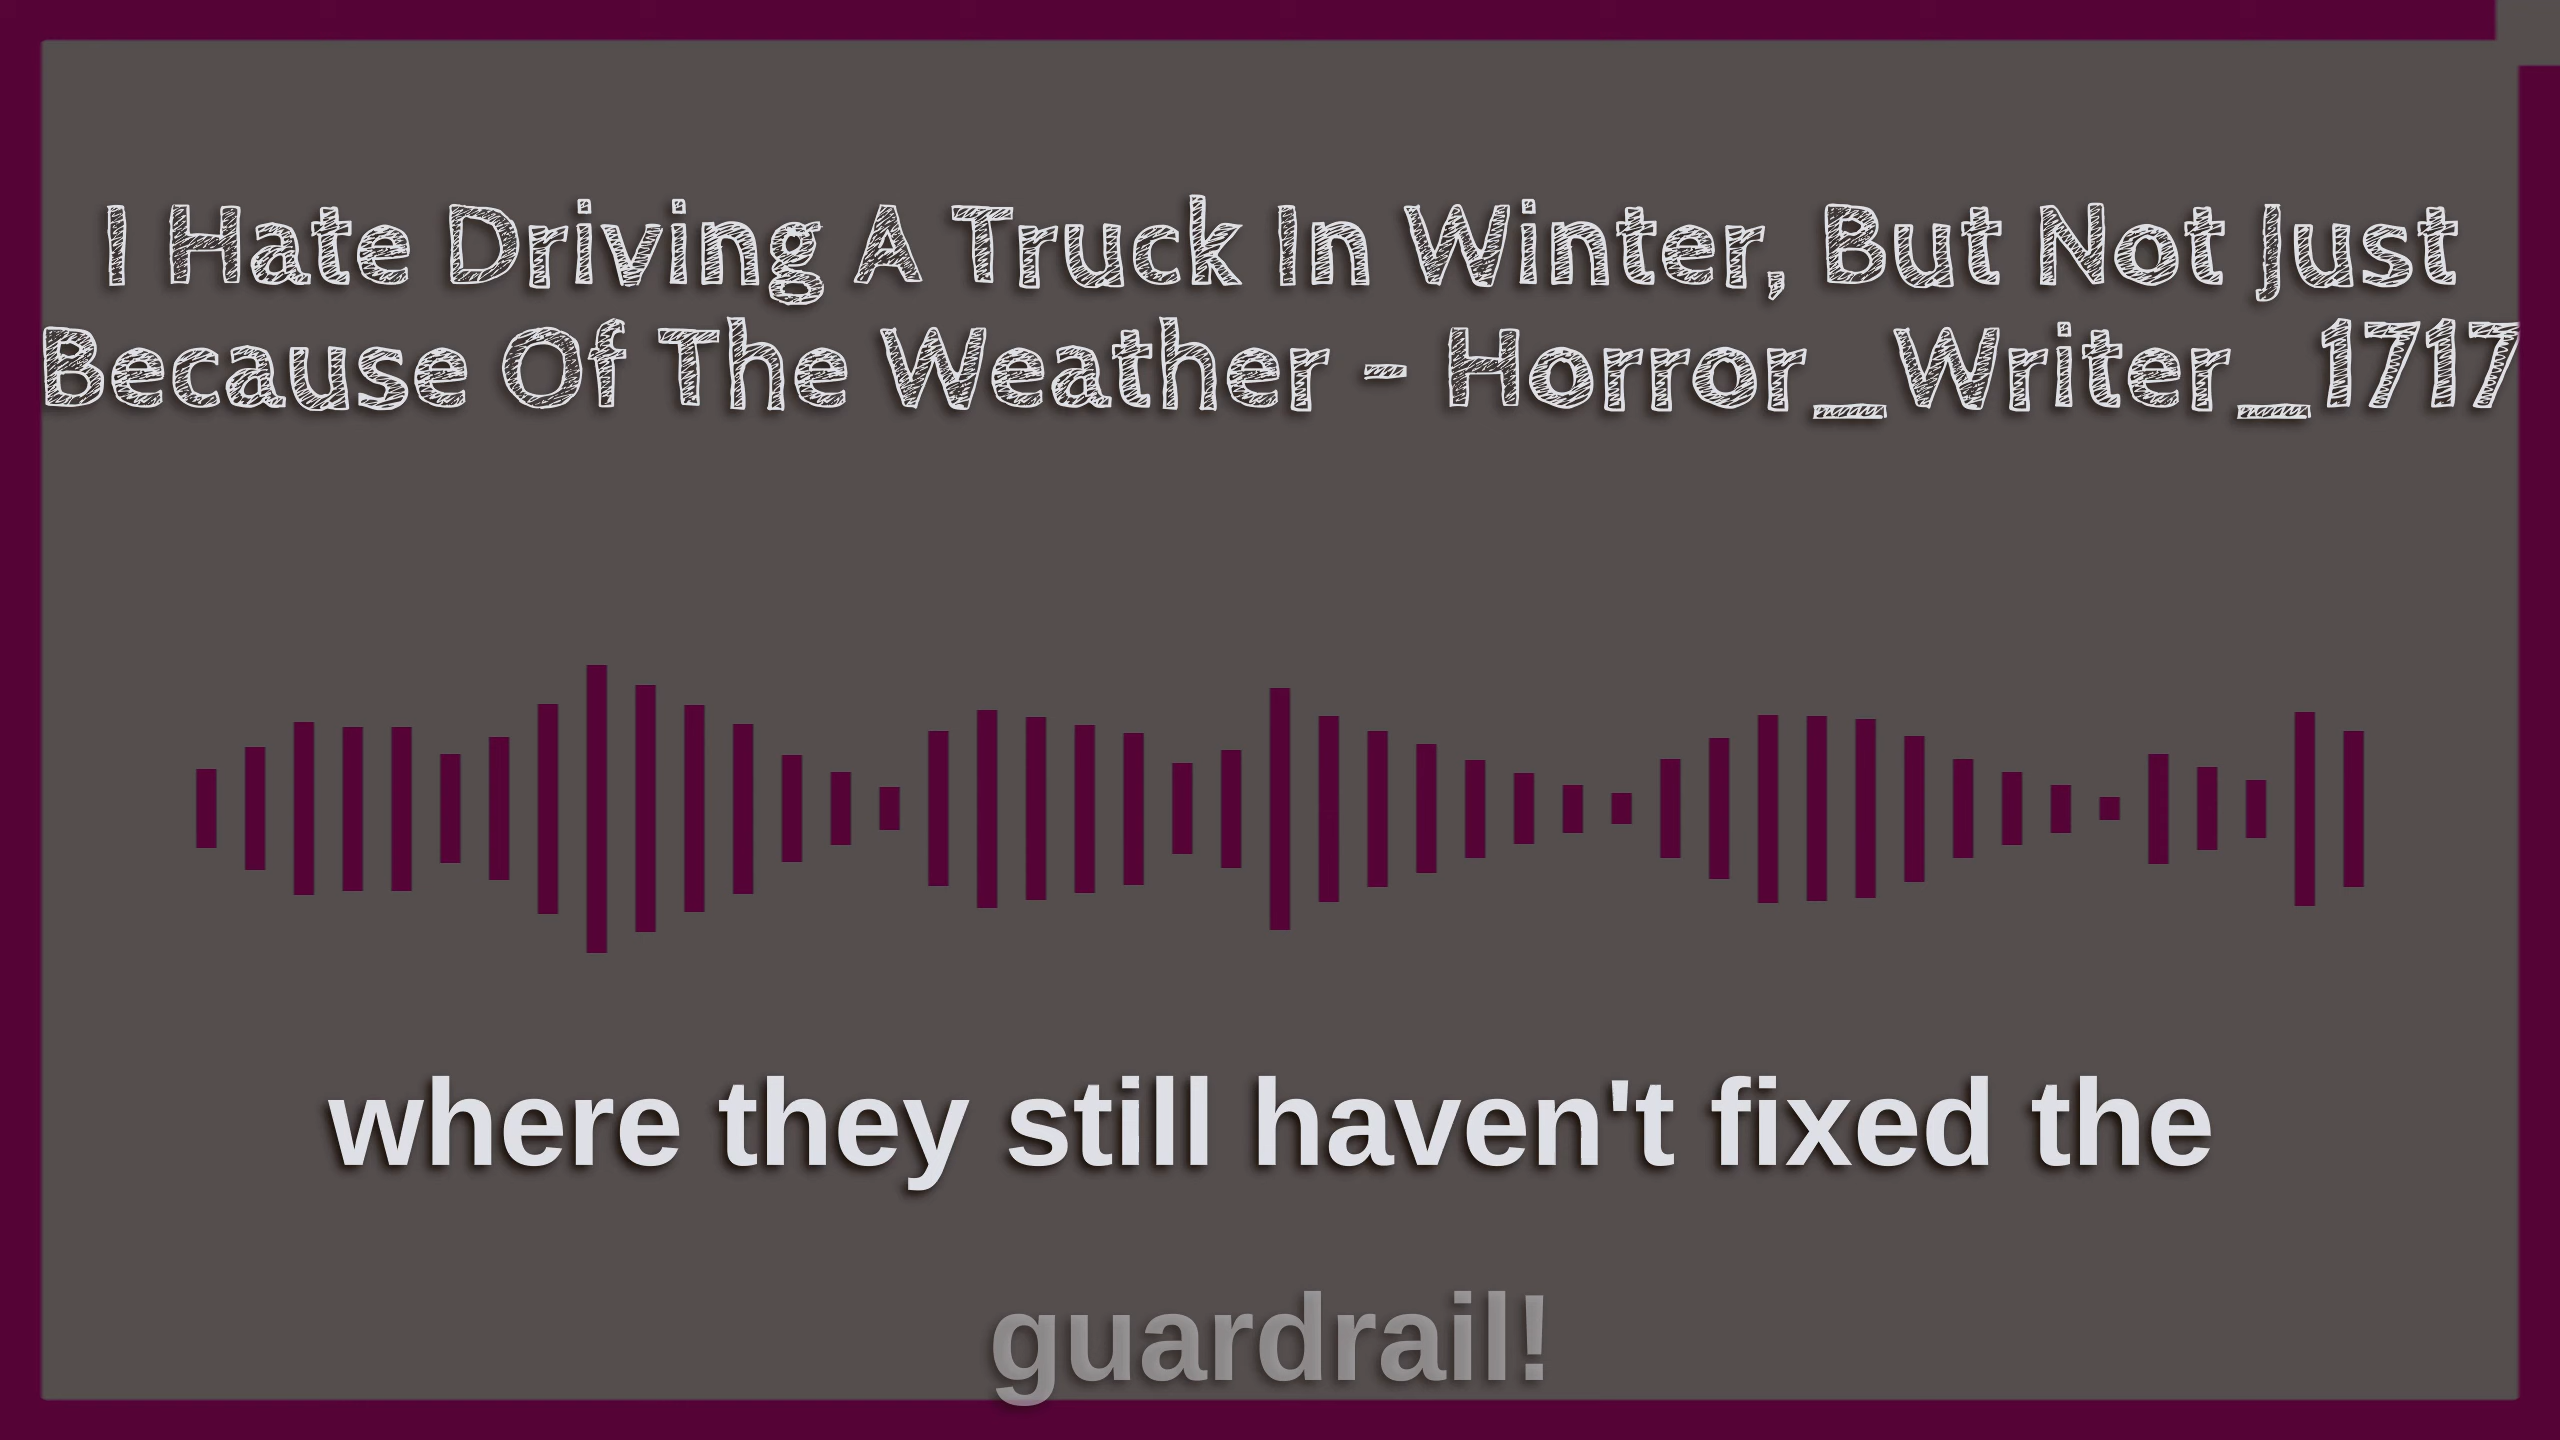 I Hate Driving A Truck In Winter, But Not Just
Because Of The Weather - Horror_Writer_1717
where they still haven't fixed the
guardrail!